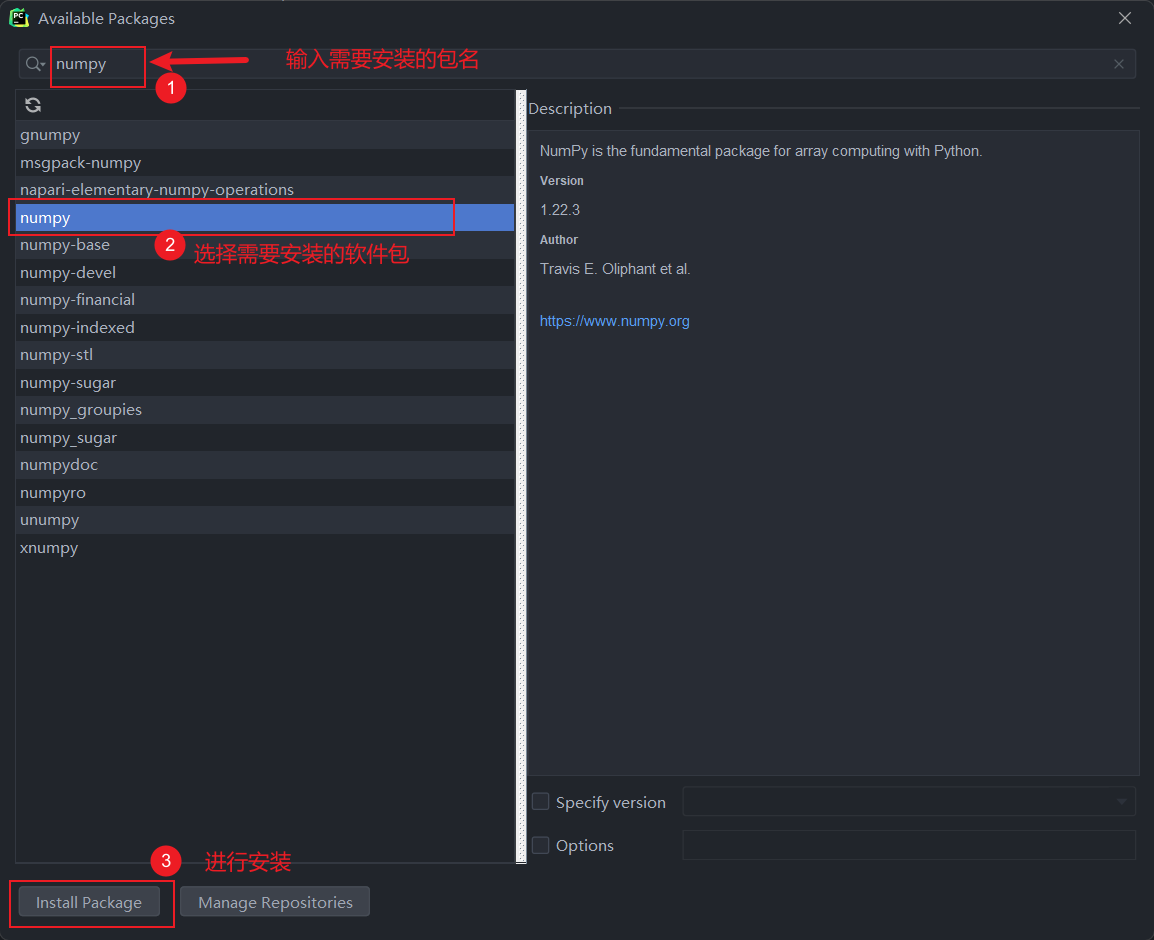 PC
Available Packages
numpy
输入需要安装的包名
1
Description
gnumpy
msgpack-numpy
napari-elementary-numpy-operations
numpy
numpy-base
2
选择需要安装的软件包
numpy-devel
numpy-financial
numpy-indexed
numpy-stl
numpy-sugar
numpy_groupies
numpy_sugar
numpydoc
numpyro
unumpy
xnumpy
NumPy is the fundamental package for array computing with Python.
Version
1.22.3
Author
Travis E. Oliphant et al.
https://www.numpy.org
Specify version
Options
3
进行安装
Install Package
Manage Repositories